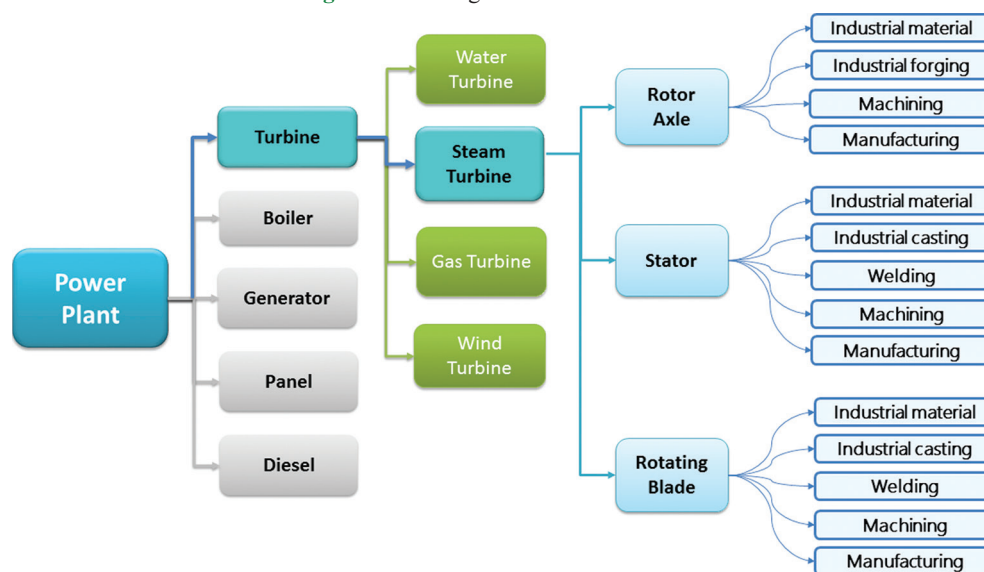 Power
Plant
Turbine
Boiler
Generator
Panel
Diesel
Water
Turbine
Steam
Turbine
Gas Turbine
Wind
Turbine
Rotor
Axle
Industrial material
Industrial forging
Machining
Manufacturing
Stator
Industrial material
Industrial casting
Welding
Machining
Manufacturing
Rotating
Blade
Industrial material
Industrial casting
Welding
Machining
Manufacturing